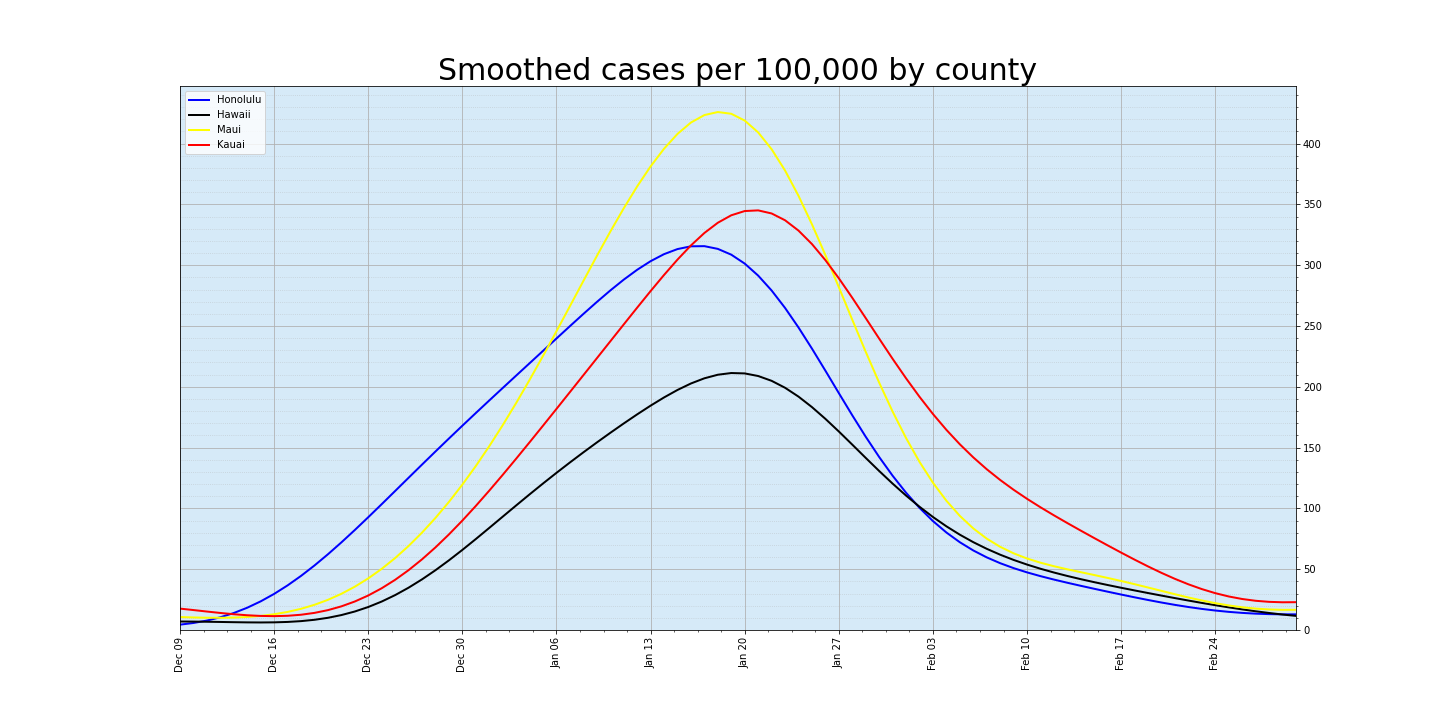 Smoothed cases per 100,000 by county
Honolulu
Hawaii
Maui
Kauai
400
350
300
250
200
150
100
50
0
Dec 09
Dec 16
Dec 23
Dec 30
Jan 06
Jan 13
Jan 20
Jan 27
Feb 03
Feb 10
Feb 17
Feb 24